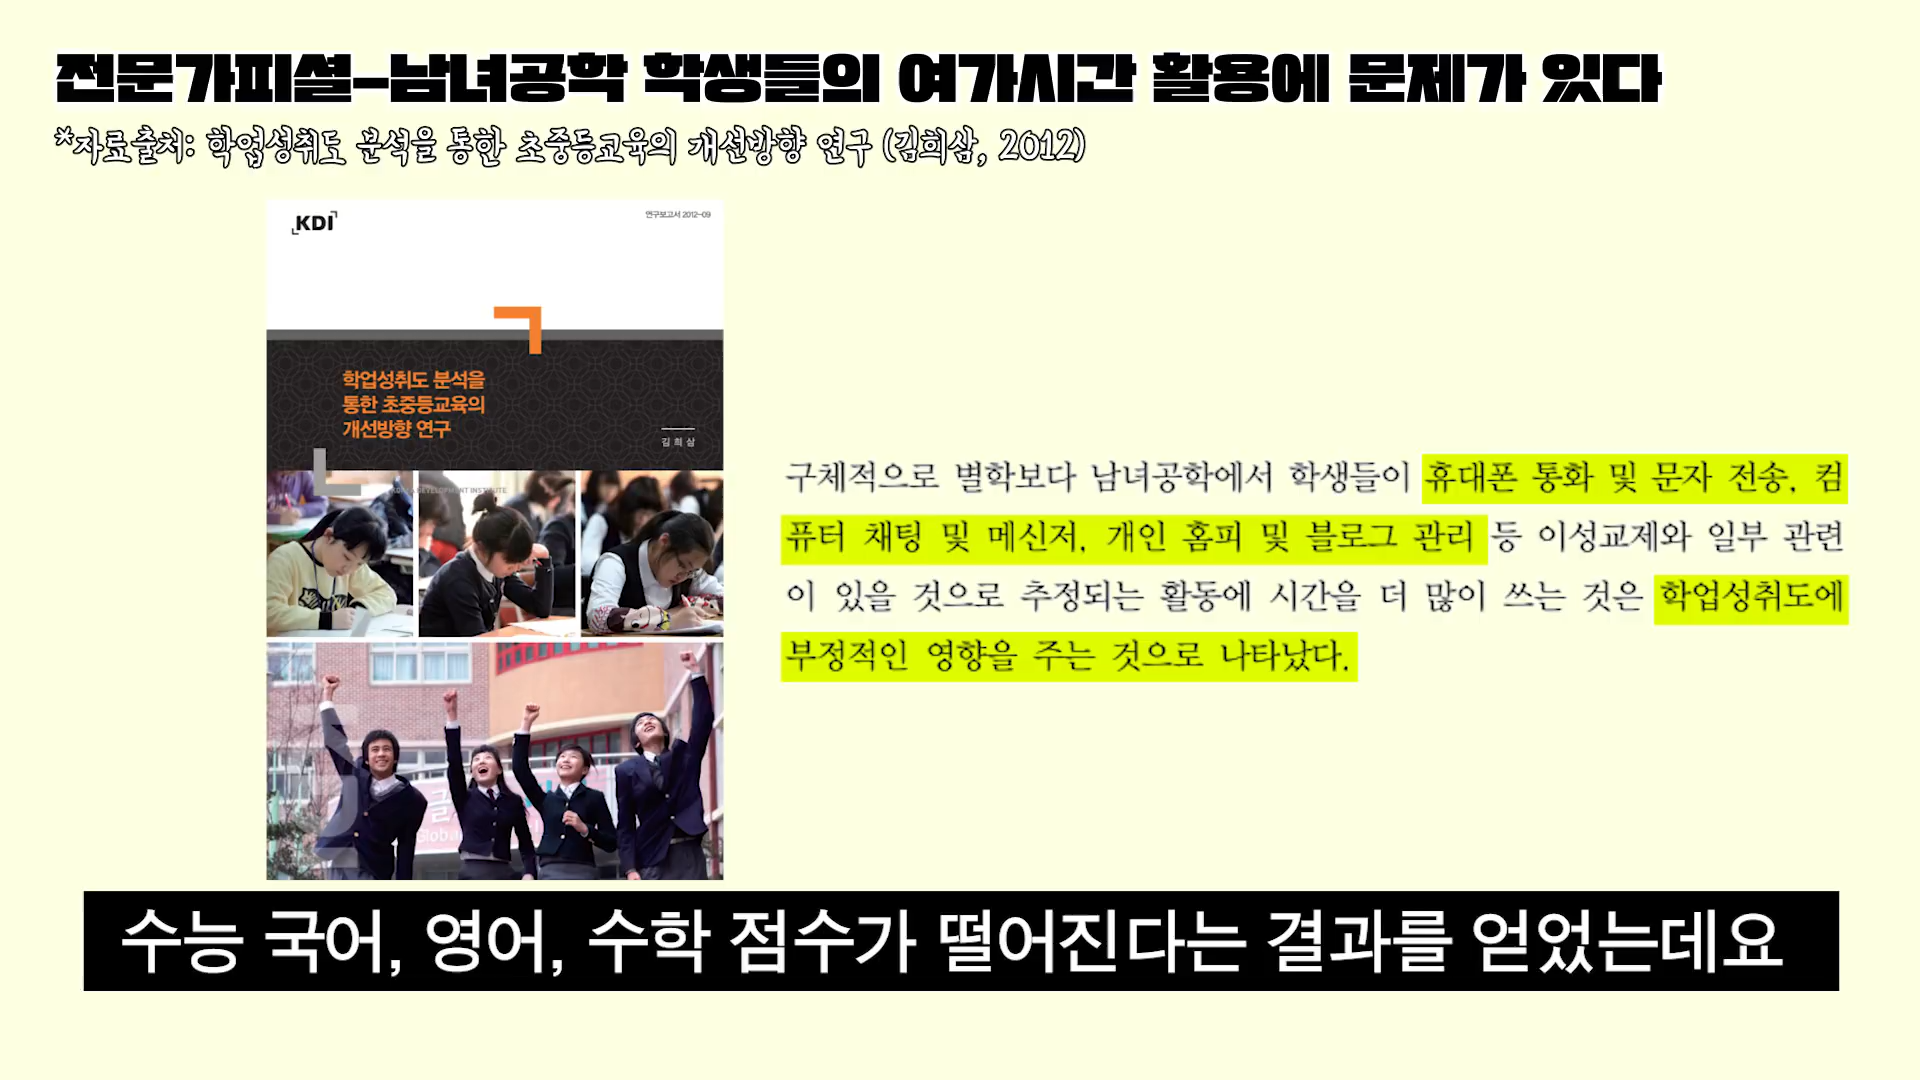 전문가피셜-남녀공학 학생들의 여가시간 활용에 문제가 있다
*자료출처: 학업성취도 분석을 통한 초중등교육의 개선방향 연구 (김희삼, 2012)
KDI
연구보고서 2012-09
학업성취도 분석을
통한 초중등교육의
개선방향 연구
김희삼
KOREA DEVELOPMENT INSTITUTE
구체적으로 별학보다 남녀공학에서 학생들이 휴대폰 통화 및 문자 전송, 컴
퓨터 채팅 및 메신저, 개인 홈피 및 블로그 관리 등 이성교제와 일부 관련
이 있을 것으로 추정되는 활동에 시간을 더 많이 쓰는 것은 학업성취도에
부정적인 영향을 주는 것으로 나타났다.
수능 국어, 영어, 수학 점수가 떨어진다는 결과를 얻었는데요